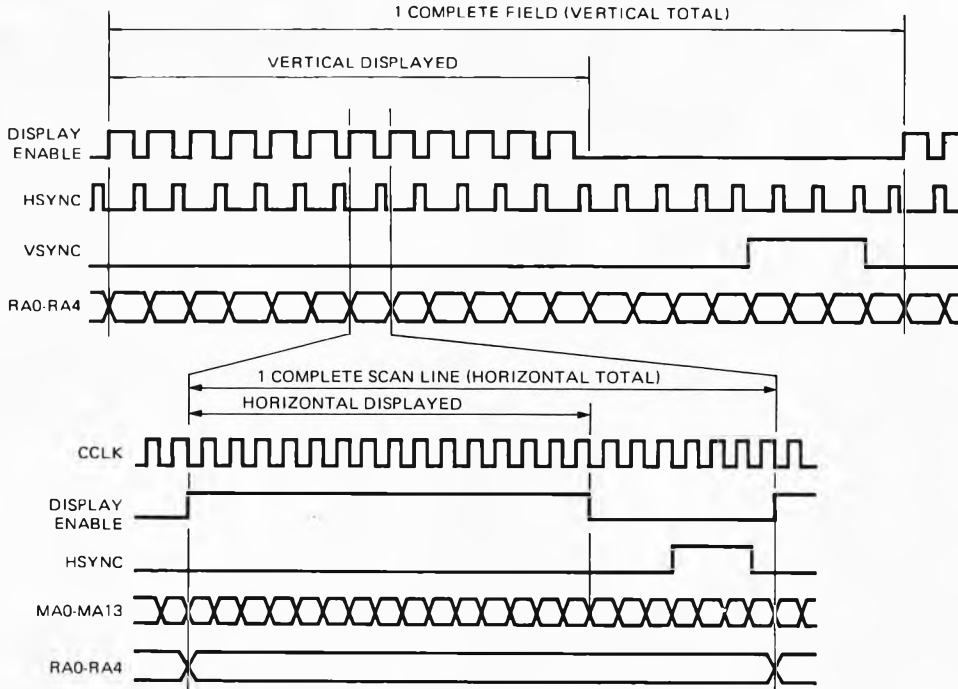 1 COMPLETE FIELD (VERTICAL TOTAL)
VERTICAL DISPLAYED
DISPLAY
ENABLE
HSYNC
VSYNC
RA0-RA4
1 COMPLETE SCAN LINE (HORIZONTAL TOTAL)
HORIZONTAL DISPLAYED
CCLK
DISPLAY
ENABLE
HSYNC
MA0-MA13
RA0-RA4